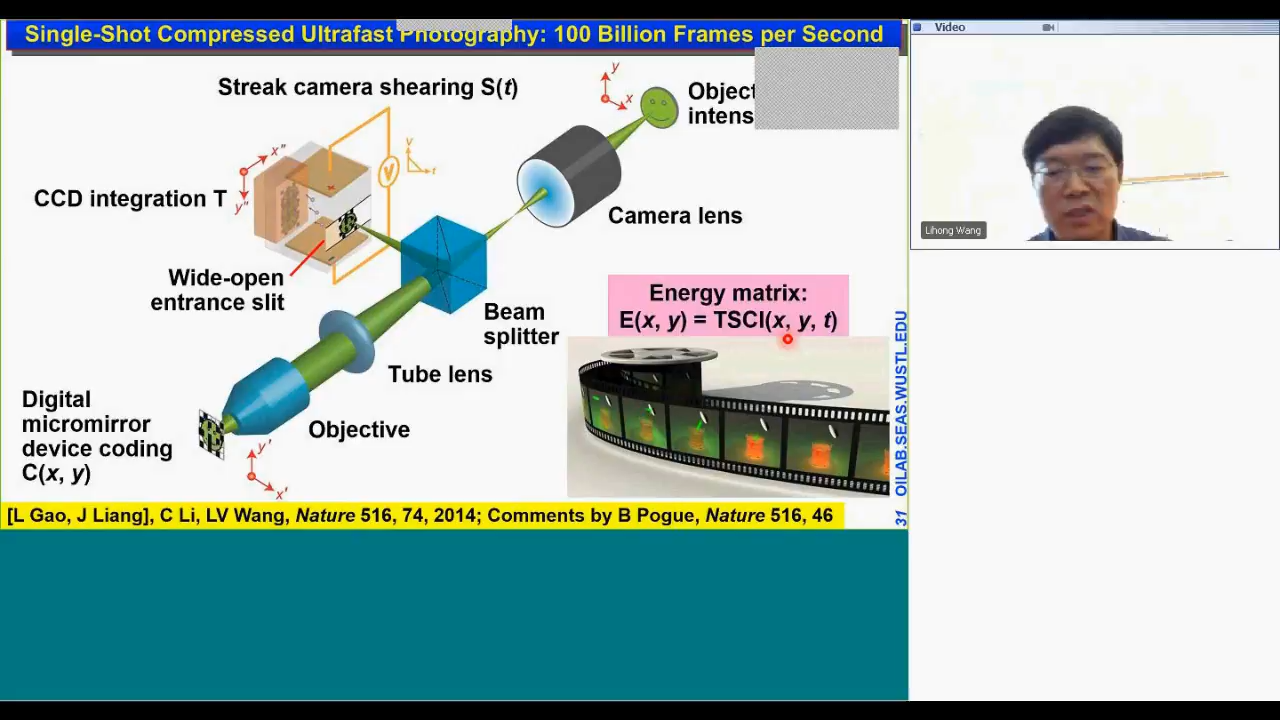 Single-Shot Compressed Ultrafast Photography: 100 Billion Frames per Second
Streak camera shearing S(t)
y
x
Object
intens
x"
y"
V
t
V
CCD integration T
Camera lens
Wide-open
entrance slit
Beam
splitter
Energy matrix:
E(x, y) = TSCI(x, y, t)
Tube lens
Digital
micromirror
device coding
C(x, y)
Objective
y'
x'
OILAB.SEAS.WUSTL.EDU
31
[L Gao, J Liang], C Li, LV Wang, Nature 516, 74, 2014; Comments by B Pogue, Nature 516, 46
Video
Lihong Wang